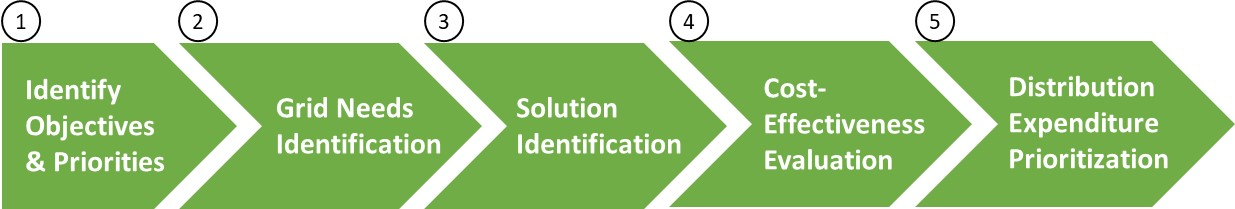 1
Identify
Objectives
& Priorities
2
Grid Needs
Identification
3
Solution
Identification
4
Cost-
Effectiveness
Evaluation
5
Distribution
Expenditure
Prioritization